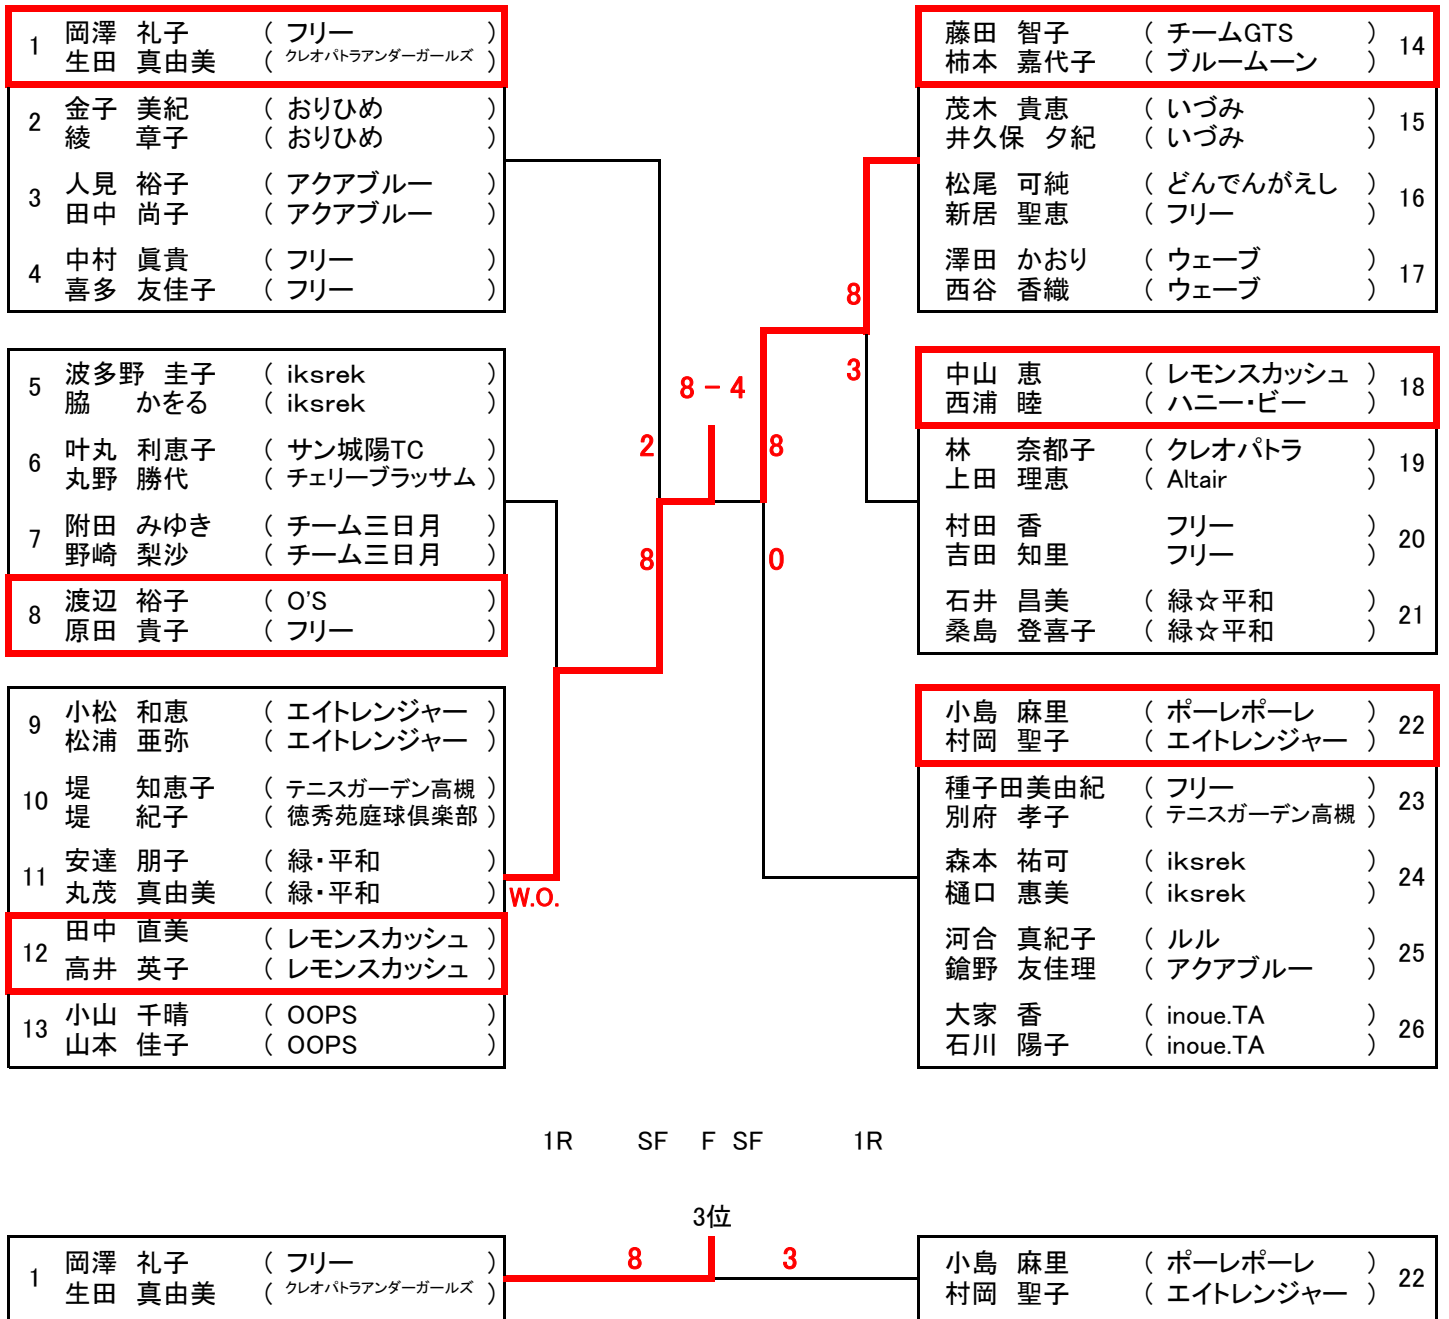 1 岡澤 礼子 ( フリー )
生田 真由美 ( クレオパトラアンダーガールズ )
2 金子 美紀 ( おりひめ )
綾 章子 ( おりひめ )
3 人見 裕子 ( アクアブルー )
田中 尚子 ( アクアブルー )
4 中村 眞貴 ( フリー )
喜多 友佳子 ( フリー )
5 波多野 圭子 ( iksrek )
脇 かをる ( iksrek )
6 叶丸 利恵子 ( サン城陽TC )
丸野 勝代 ( チェリーブラッサム )
7 附田 みゆき ( チーム三日月 )
野崎 梨沙 ( チーム三日月 )
8 渡辺 裕子 ( O'S )
原田 貴子 ( フリー )
9 小松 和恵 ( エイトレンジャー )
松浦 亜弥 ( エイトレンジャー )
10 堤 知恵子 ( テニスガーデン高槻 )
堤 紀子 ( 徳秀苑庭球倶楽部 )
11 安達 朋子 ( 緑・平和 )
丸茂 真由美 ( 緑・平和 )
12 田中 直美 ( レモンスカッシュ )
高井 英子 ( レモンスカッシュ )
13 小山 千晴 ( OOPS )
山本 佳子 ( OOPS )
W.O.
2
8
8 - 4
8
0
8
3
藤田 智子 ( チームGTS ) 14
柿本 嘉代子 ( ブルームーン )
茂木 貴恵 ( いづみ ) 15
井久保 夕紀 ( いづみ )
松尾 可純 ( どんでんがえし ) 16
新居 聖恵 ( フリー )
澤田 かおり ( ウェーブ ) 17
西谷 香織 ( ウェーブ )
中山 恵 ( レモンスカッシュ ) 18
西浦 睦 ( ハニー・ビー )
林 奈都子 ( クレオパトラ ) 19
上田 理恵 ( Altair )
村田 香 フリー ) 20
吉田 知里 フリー )
石井 昌美 ( 緑☆平和 ) 21
桑島 登喜子 ( 緑☆平和 )
小島 麻里 ( ポーレポーレ ) 22
村岡 聖子 ( エイトレンジャー )
種子田美由紀 ( フリー ) 23
別府 孝子 ( テニスガーデン高槻 )
森本 祐可 ( iksrek ) 24
樋口 惠美 ( iksrek )
河合 真紀子 ( ルル ) 25
鎗野 友佳理 ( アクアブルー )
大家 香 ( inoue.TA ) 26
石川 陽子 ( inoue.TA )
1R SF F SF 1R
3位
1 岡澤 礼子 ( フリー )
生田 真由美 ( クレオパトラアンダーガールズ )
8 3
小島 麻里 ( ポーレポーレ ) 22
村岡 聖子 ( エイトレンジャー )